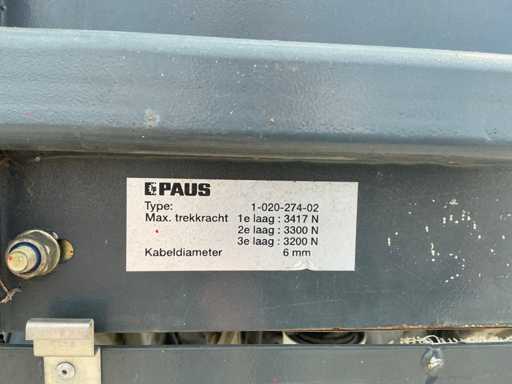 PAUS
Type: 1-020-274-02
Max. trekkracht 1e laag : 3417 N
2e laag : 3300 N
3e laag : 3200 N
Kabeldiameter 6 mm